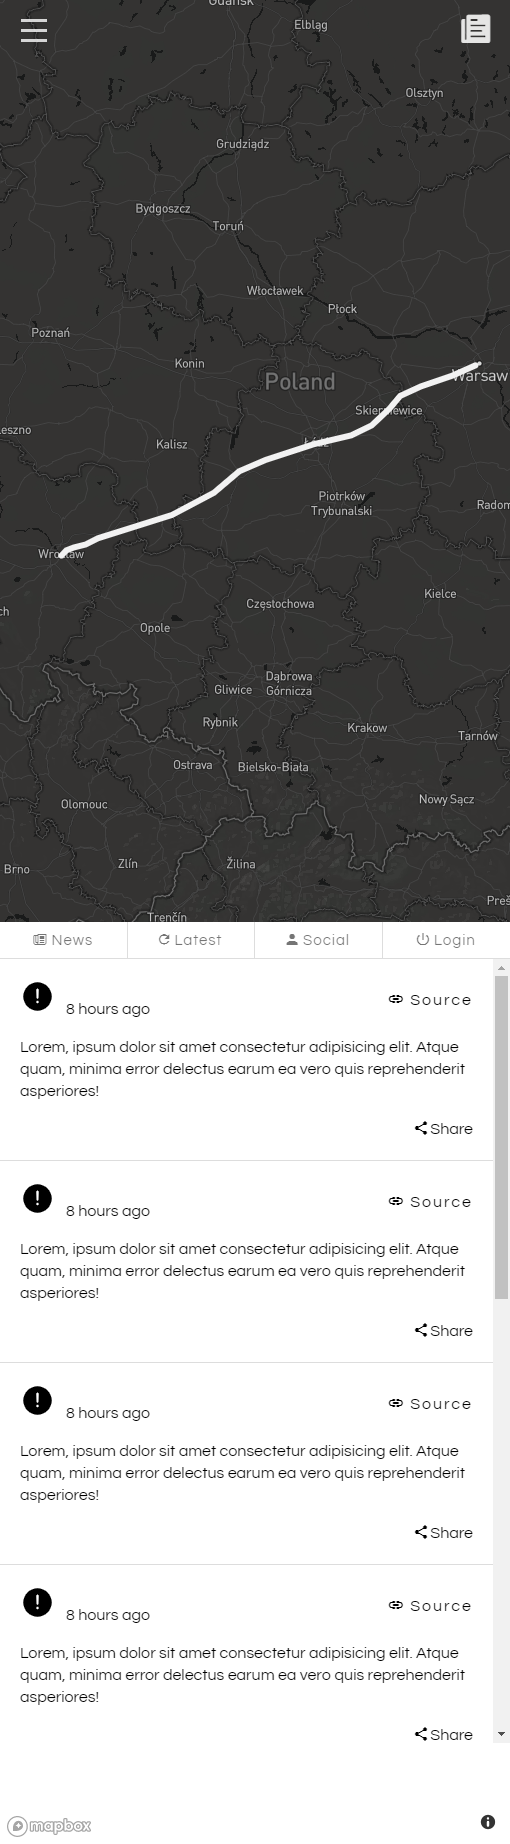 Gdańsk
Elbląg
Olsztyn
Grudziądz
Bydgoszcz
Toruń
Włocławek
Płock
Poznań
Konin
Warsaw
Poland
Skierniewice
eszno
Kalisz
Łódź
Piotrków
Trybunalski
Radom
Wrocław
Kielce
Częstochowa
ch
Opole
Dąbrowa
Górnicza
Gliwice
Rybnik
Krakow
Tarnów
Ostrava
Bielsko-Biała
Nowy Sącz
Olomouc
Zlín
Žilina
Brno
Preš
Trenčín
News Latest Social Login
8 hours ago Source
Lorem, ipsum dolor sit amet consectetur adipisicing elit. Atque
quam, minima error delectus earum ea vero quis reprehenderit
asperiores!
Share
8 hours ago Source
Lorem, ipsum dolor sit amet consectetur adipisicing elit. Atque
quam, minima error delectus earum ea vero quis reprehenderit
asperiores!
Share
8 hours ago Source
Lorem, ipsum dolor sit amet consectetur adipisicing elit. Atque
quam, minima error delectus earum ea vero quis reprehenderit
asperiores!
Share
8 hours ago Source
Lorem, ipsum dolor sit amet consectetur adipisicing elit. Atque
quam, minima error delectus earum ea vero quis reprehenderit
asperiores!
Share
mapbox